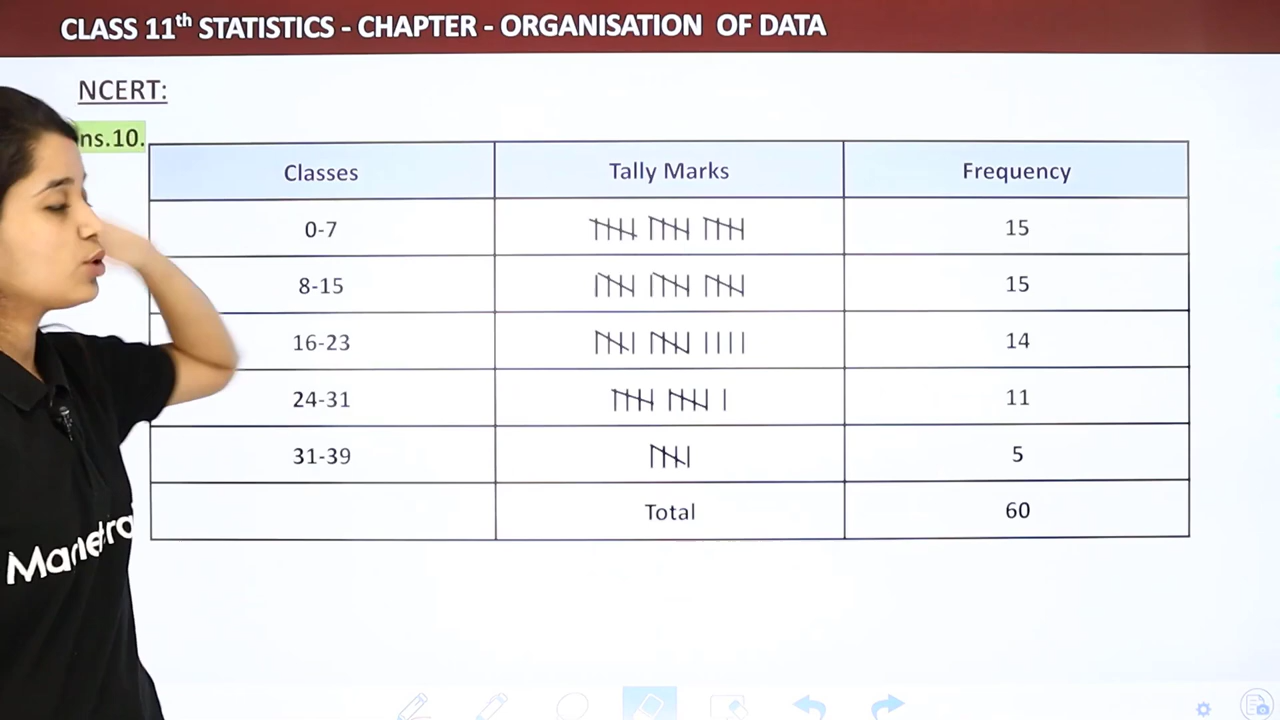 CLASS 11th STATISTICS - CHAPTER - ORGANISATION OF DATA
NCERT:
ns.10.
Classes Tally Marks Frequency
0-7 15
8-15 15
16-23 14
24-31 11
31-39 5
Total 60